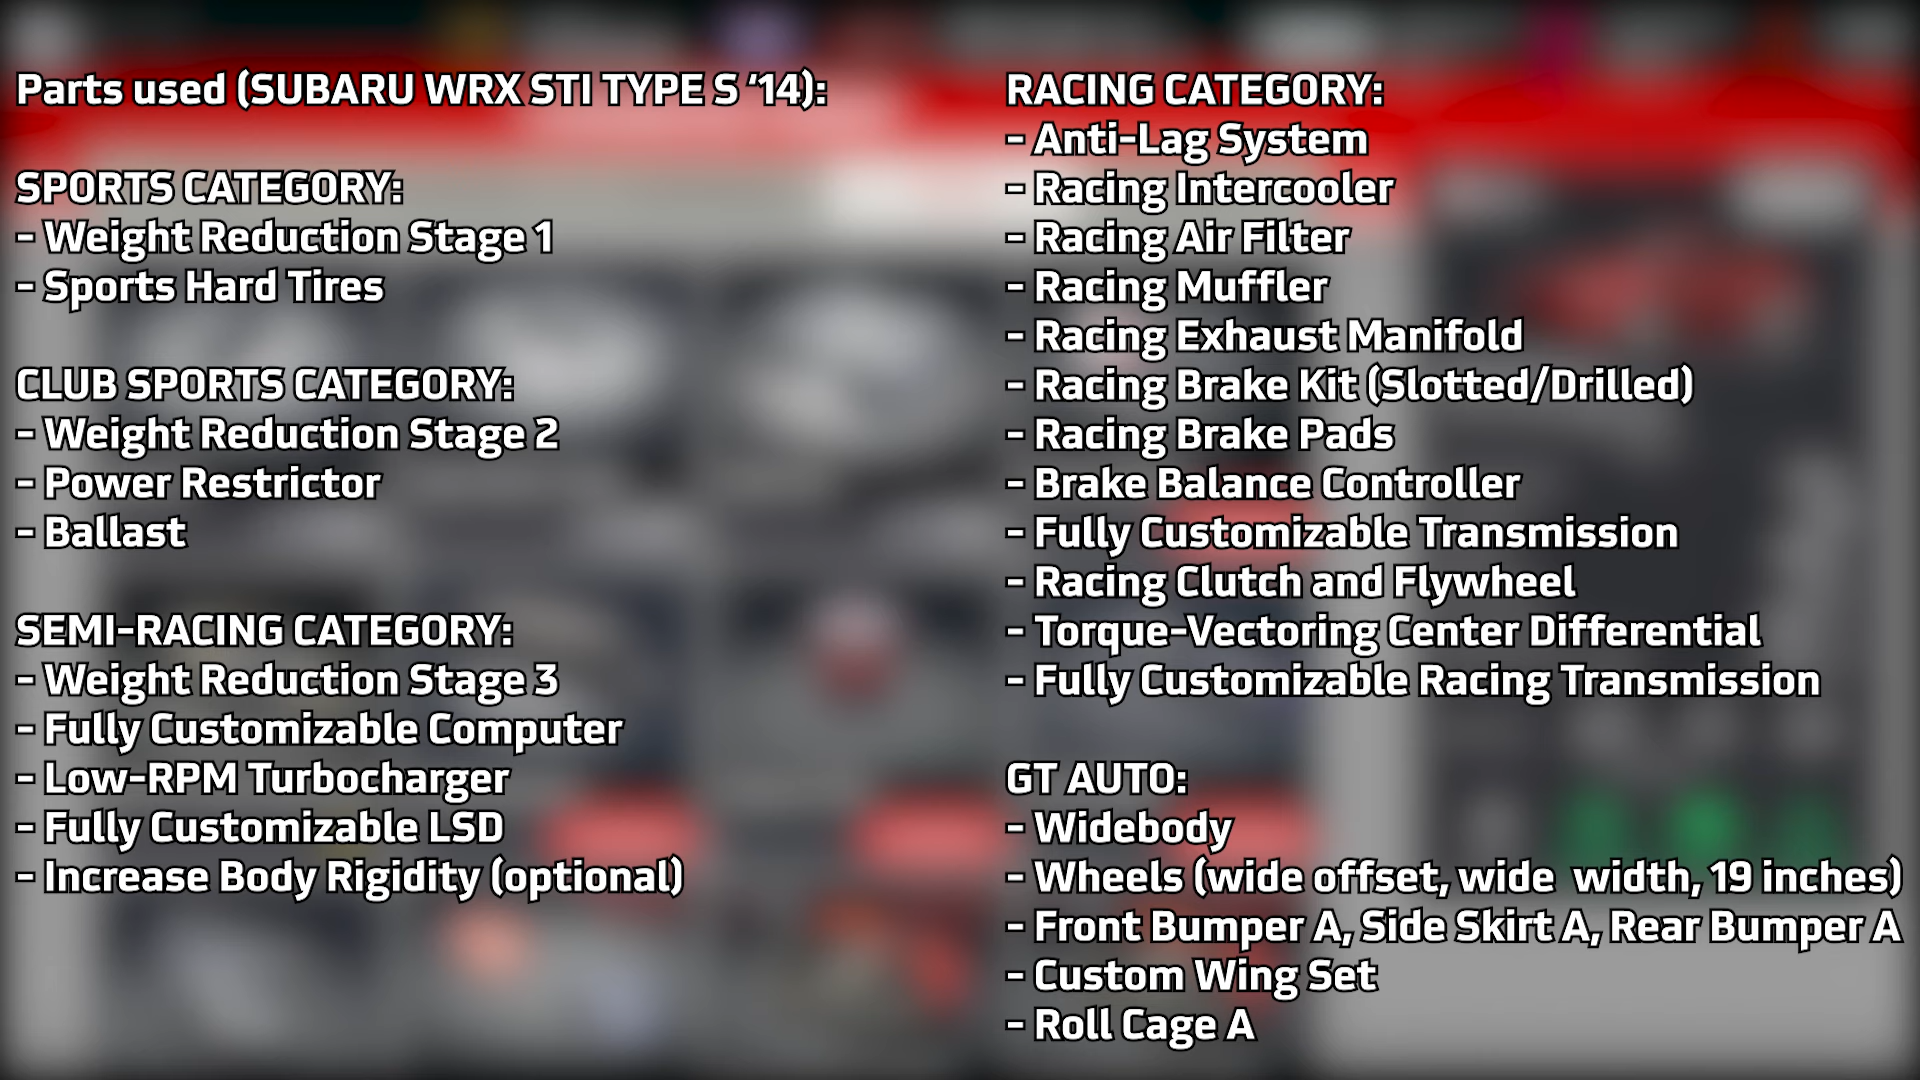 Parts used (SUBARU WRX STI TYPE S ‘14):
SPORTS CATEGORY:
- Weight Reduction Stage 1
- Sports Hard Tires
CLUB SPORTS CATEGORY:
- Weight Reduction Stage 2
- Power Restrictor
- Ballast
SEMI-RACING CATEGORY:
- Weight Reduction Stage 3
- Fully Customizable Computer
- Low-RPM Turbocharger
- Fully Customizable LSD
- Increase Body Rigidity (optional)
RACING CATEGORY:
- Anti-Lag System
- Racing Intercooler
- Racing Air Filter
- Racing Muffler
- Racing Exhaust Manifold
- Racing Brake Kit (Slotted/Drilled)
- Racing Brake Pads
- Brake Balance Controller
- Fully Customizable Transmission
- Racing Clutch and Flywheel
- Torque-Vectoring Center Differential
- Fully Customizable Racing Transmission
GT AUTO:
- Widebody
- Wheels (wide offset, wide  width, 19 inches)
- Front Bumper A, Side Skirt A, Rear Bumper A
- Custom Wing Set
- Roll Cage A